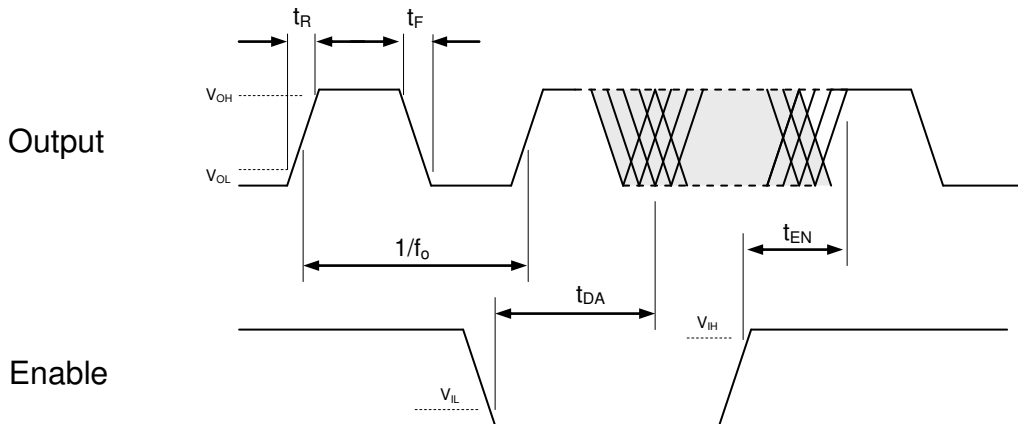 tR
tF
VOH
Output
VOL
tEN
1/fo
tDA
VIH
Enable
VIL